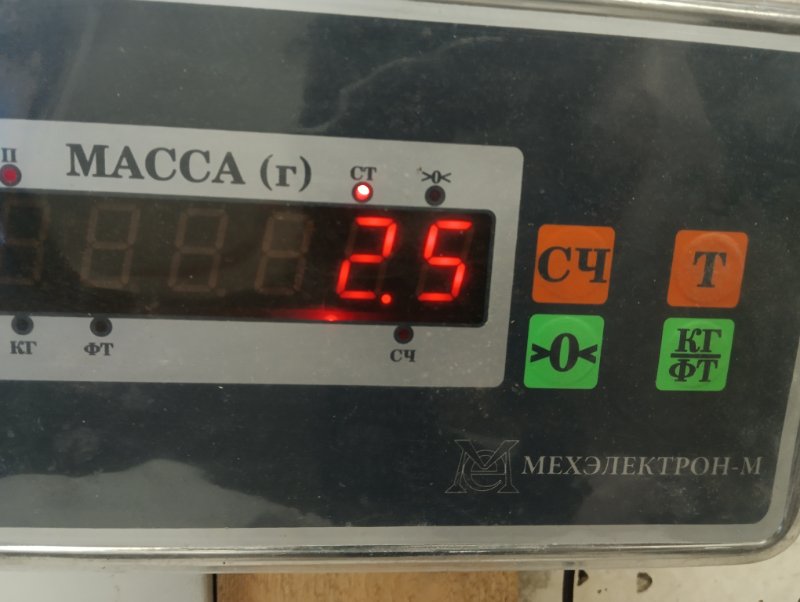 П
МАССА (г)
СТ
>0<
2.5
КГ
ФТ
СЧ
СЧ
Т
>0<
КГ
ФТ
МЕХЭЛЕКТРОН-М